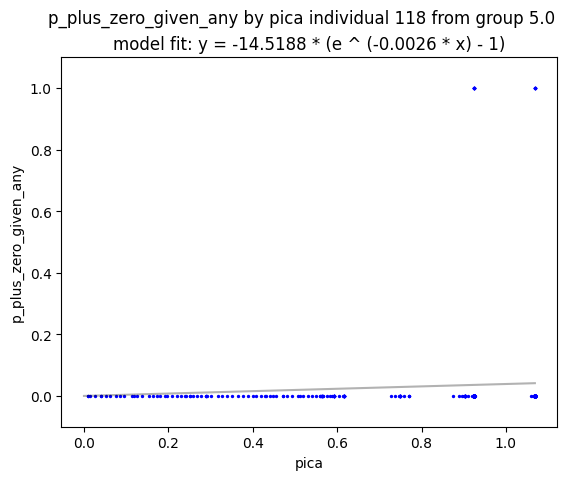 p_plus_zero_given_any by pica individual 118 from group 5.0
model fit: y = -14.5188 * (e ^ (-0.0026 * x) - 1)
1.0
0.8
0.6
0.4
0.2
0.0
p_plus_zero_given_any
0.0 0.2 0.4 0.6 0.8 1.0
pica